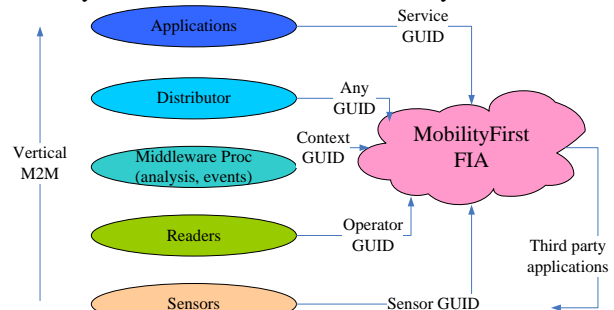 Applications
Service
GUID
Distributor
Any
GUID
Vertical
M2M
Middleware Proc
(analysis, events)
Context
GUID
MobilityFirst
FIA
Readers
Operator
GUID
Third party
applications
Sensors
Sensor GUID